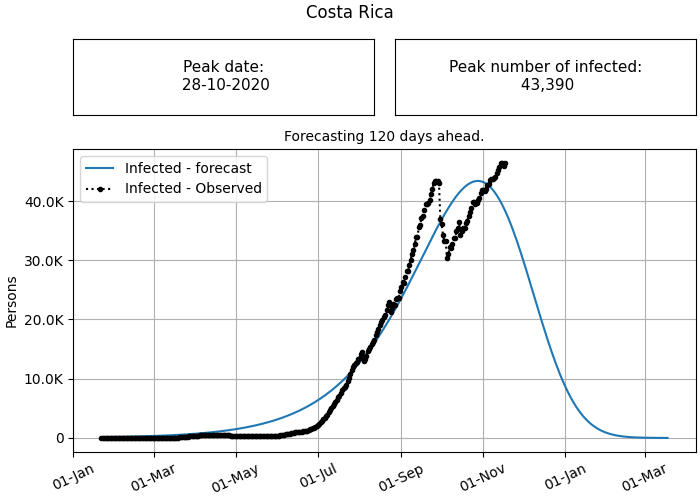 Costa Rica
Peak date:
28-10-2020
Peak number of infected:
43,390
Forecasting 120 days ahead.
Infected - forecast
Infected - Observed
Persons
40.0K
30.0K
20.0K
10.0K
0
01-Jan
01-Mar
01-May
01-Jul
01-Sep
01-Nov
01-Jan
01-Mar